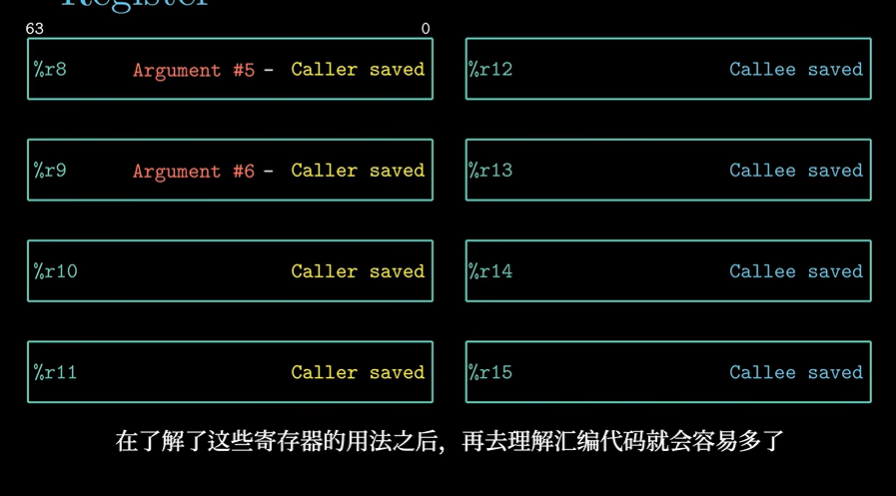 Register
63 0
%r8 Argument #5 - Caller saved
%r12 Callee saved
%r9 Argument #6 - Caller saved
%r13 Callee saved
%r10 Caller saved
%r14 Callee saved
%r11 Caller saved
%r15 Callee saved
在了解了这些寄存器的用法之后，再去理解汇编代码就会容易多了